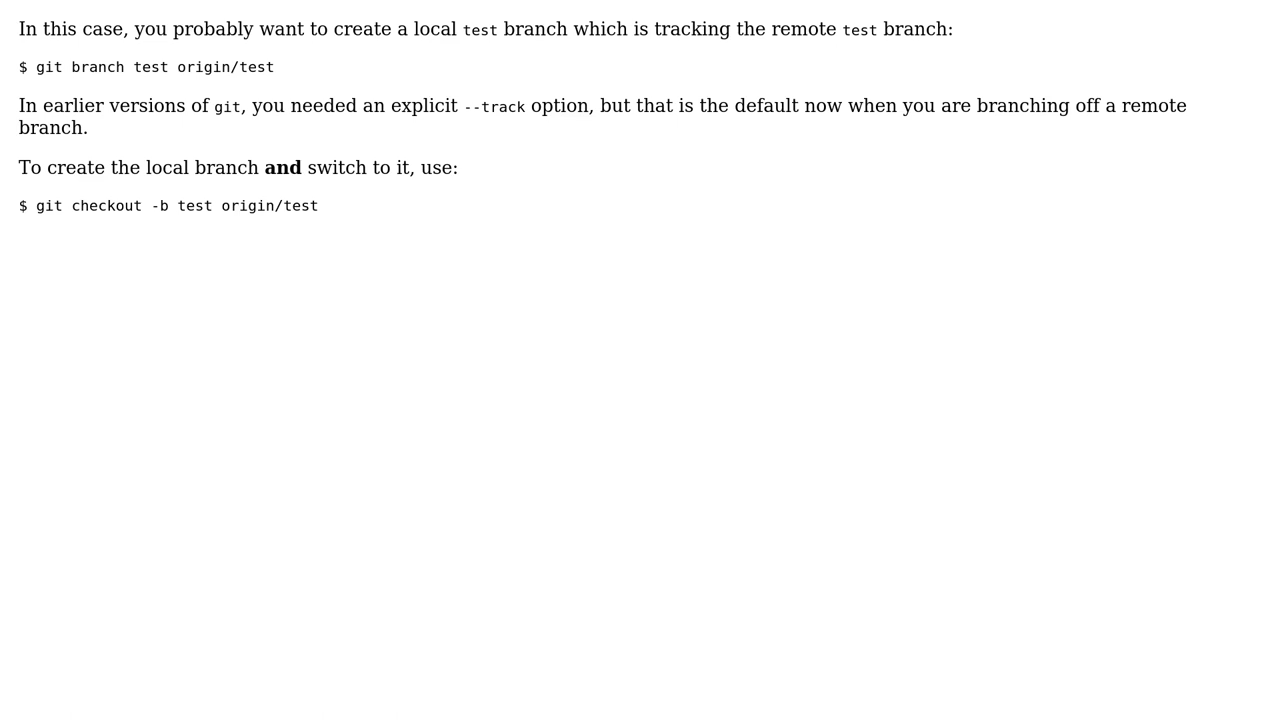 In this case, you probably want to create a local test branch which is tracking the remote test branch:
$ git branch test origin/test
In earlier versions of git, you needed an explicit --track option, but that is the default now when you are branching off a remote
branch.
To create the local branch and switch to it, use:
$ git checkout -b test origin/test